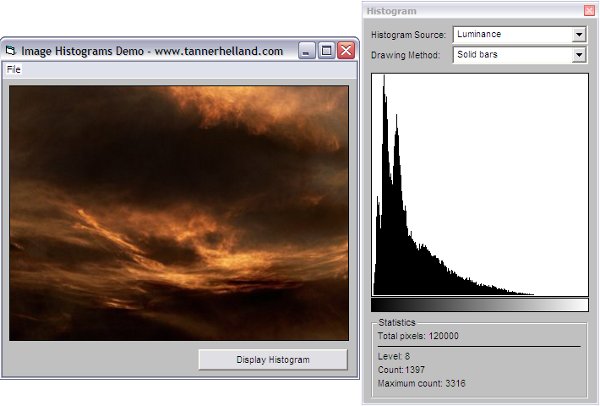 Image Histograms Demo - www.tannerhelland.com
File
Display Histogram
Histogram
Histogram Source: Luminance
Drawing Method: Solid bars
Statistics
Total pixels: 120000
Level: 8
Count: 1397
Maximum count: 3316